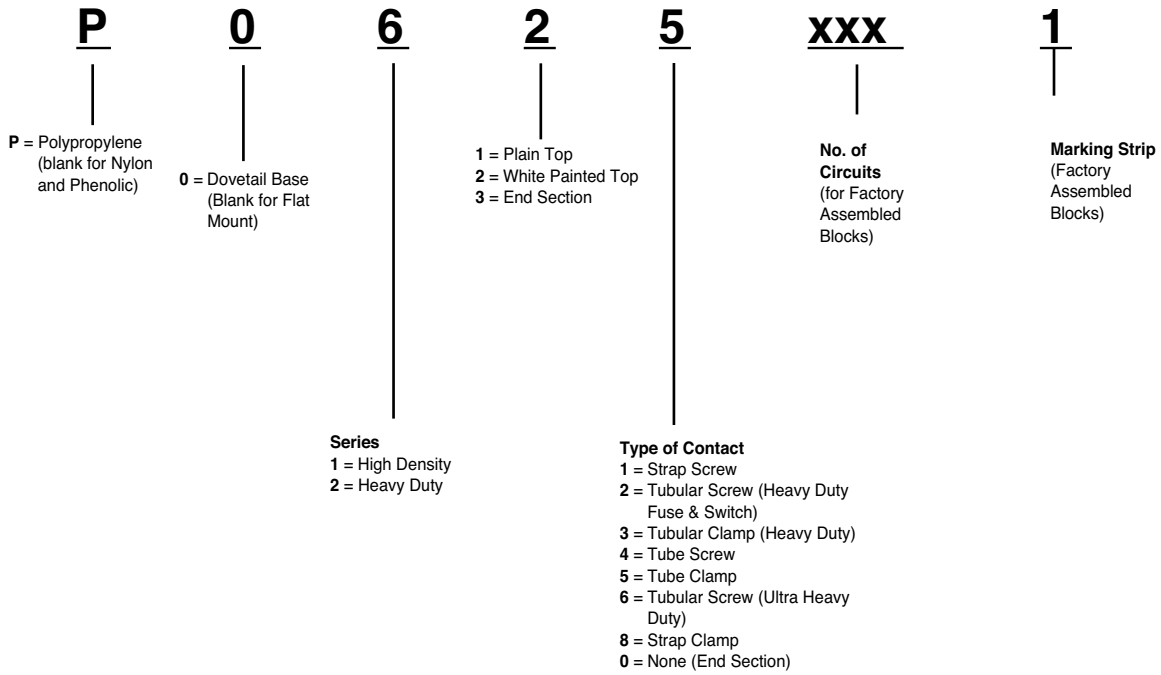 P 0 6 2 5 xxx 1
P = Polypropylene
(blank for Nylon
and Phenolic)
0 = Dovetail Base
(Blank for Flat
Mount)
1 = Plain Top
2 = White Painted Top
3 = End Section
No. of
Circuits
(for Factory
Assembled
Blocks)
Marking Strip
(Factory
Assembled
Blocks)
Series
1 = High Density
2 = Heavy Duty
Type of Contact
1 = Strap Screw
2 = Tubular Screw (Heavy Duty
Fuse & Switch)
3 = Tubular Clamp (Heavy Duty)
4 = Tube Screw
5 = Tube Clamp
6 = Tubular Screw (Ultra Heavy
Duty)
8 = Strap Clamp
0 = None (End Section)